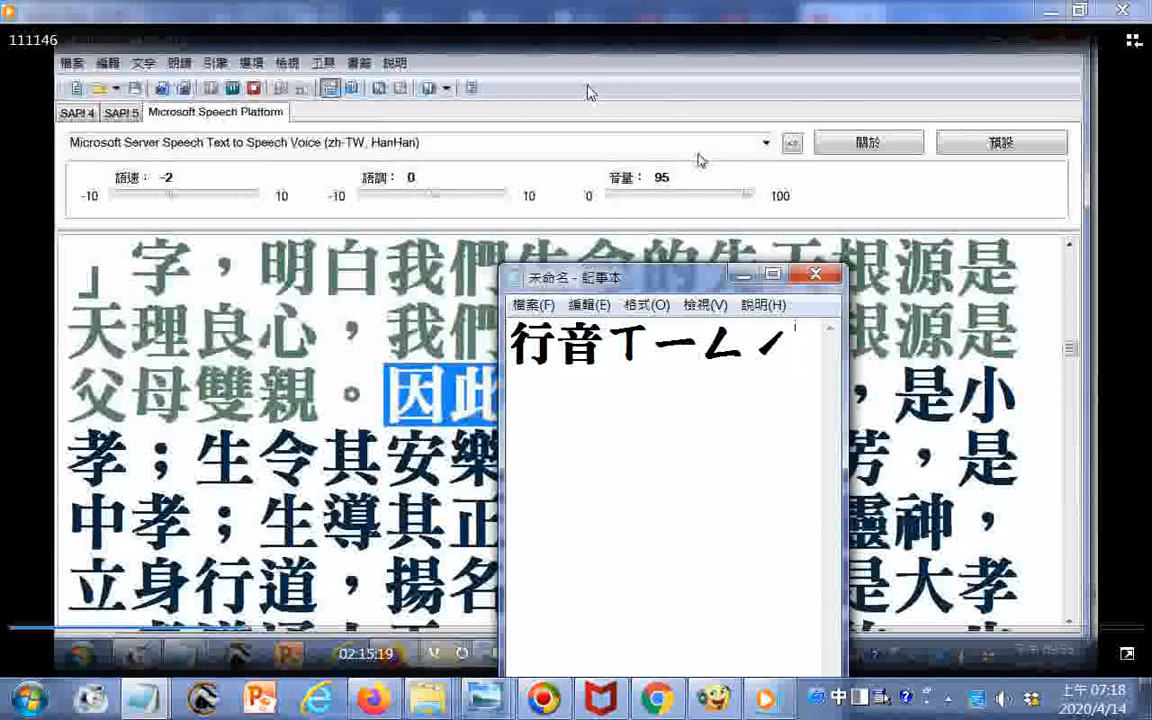 111146
檔案 編輯 文字 朗讀 引擎 選項 檢視 工具 書籤 說明
SAPI 4 SAPI 5 Microsoft Speech Platform
Microsoft Server Speech Text to Speech Voice (zh-TW, HanHan) 關於 預設
語速： -2 語調： 0 音量： 95
-10 10 -10 10 0 100
」字，明白我們生命的先天根源是
天理良心，我們 根源是
父母雙親。因此 ，是小
孝；生令其安樂 芳，是
中孝；生導其正 靈神，
立身行道，揚名 是大孝
未命名 - 記事本
檔案(F) 編輯(E) 格式(O) 檢視(V) 說明(H)
行音ㄒㄧㄥˊ
02:15:19
中
上午 07:18
2020/4/14